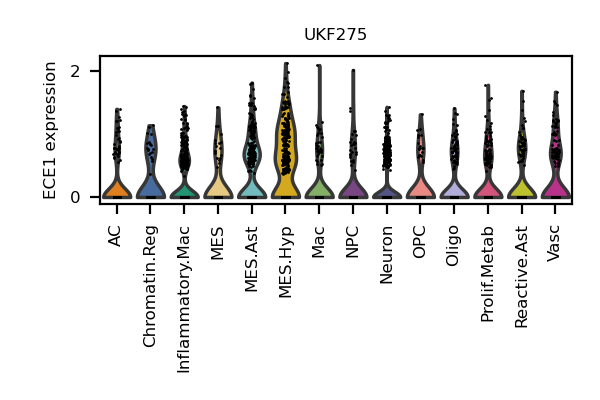 UKF275
ECE1 expression
2
0
AC
Chromatin.Reg
Inflammatory.Mac
MES
MES.Ast
MES.Hyp
Mac
NPC
Neuron
OPC
Oligo
Prolif.Metab
Reactive.Ast
Vasc